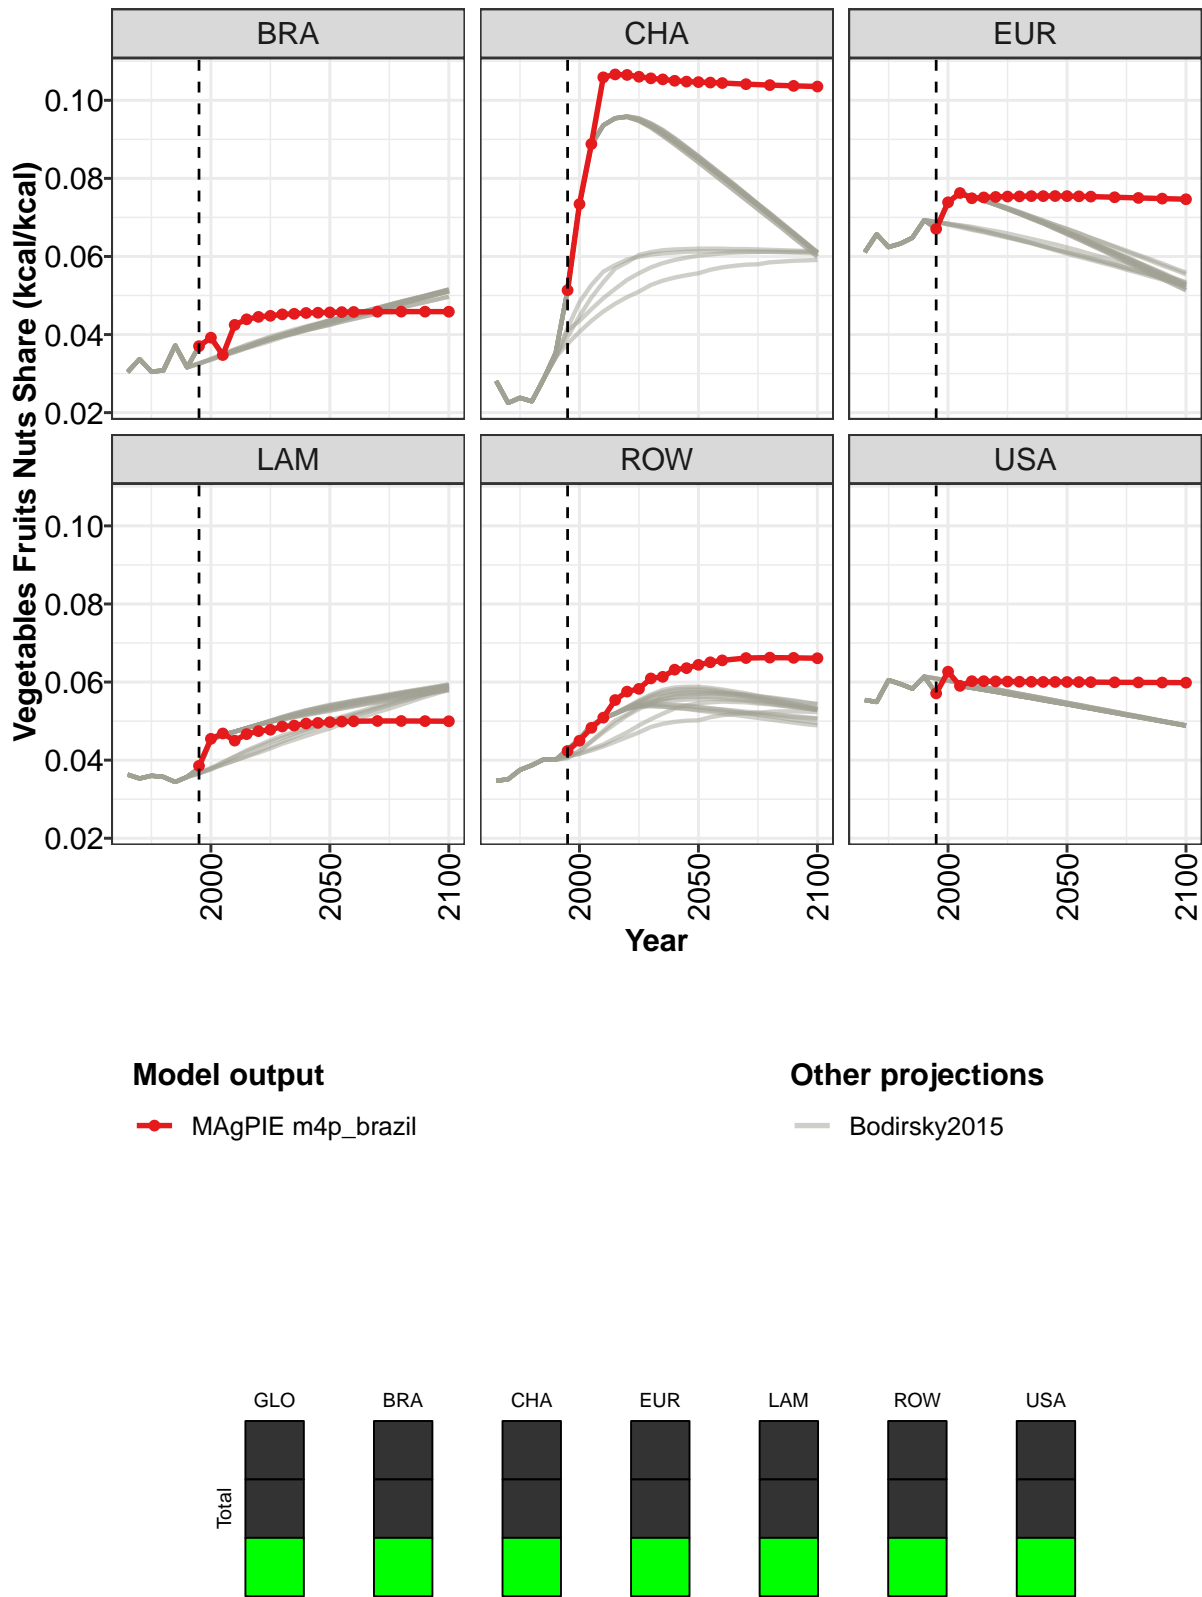 BRA CHA EUR
Vegetables Fruits Nuts Share (kcal/kcal)
0.10
0.08
0.06
0.04
0.02
LAM ROW USA
0.10
0.08
0.06
0.04
0.02
2000 2050 2100 2000 2050 2100 2000 2050 2100
Year
Model output
MAgPIE m4p_brazil
Other projections
Bodirsky2015
GLO BRA CHA EUR LAM ROW USA
Total